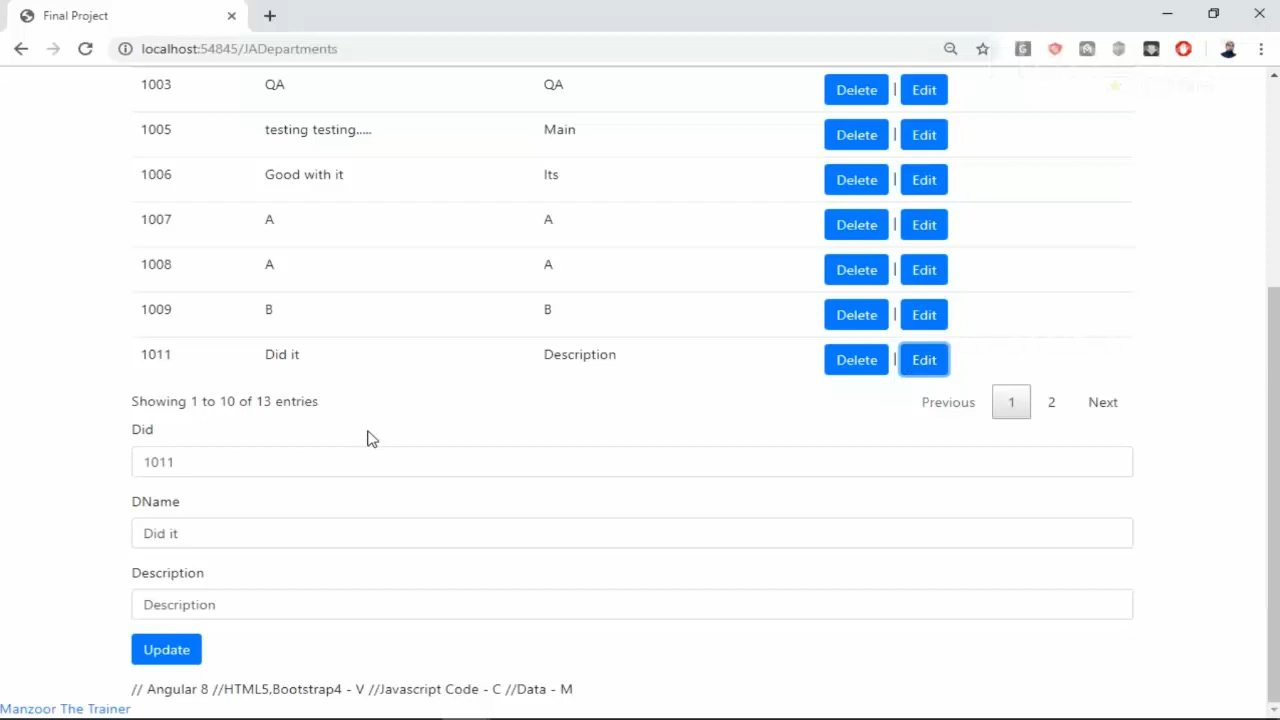 Final Project
localhost:54845/JADepartments
1003 QA QA Delete | Edit
1005 testing testing..... Main Delete | Edit
1006 Good with it Its Delete | Edit
1007 A A Delete | Edit
1008 A A Delete | Edit
1009 B B Delete | Edit
1011 Did it Description Delete | Edit
Showing 1 to 10 of 13 entries Previous 1 2 Next
Did
1011
DName
Did it
Description
Description
Update
// Angular 8 //HTML5,Bootstrap4 - V //Javascript Code - C //Data - M
Manzoor The Trainer